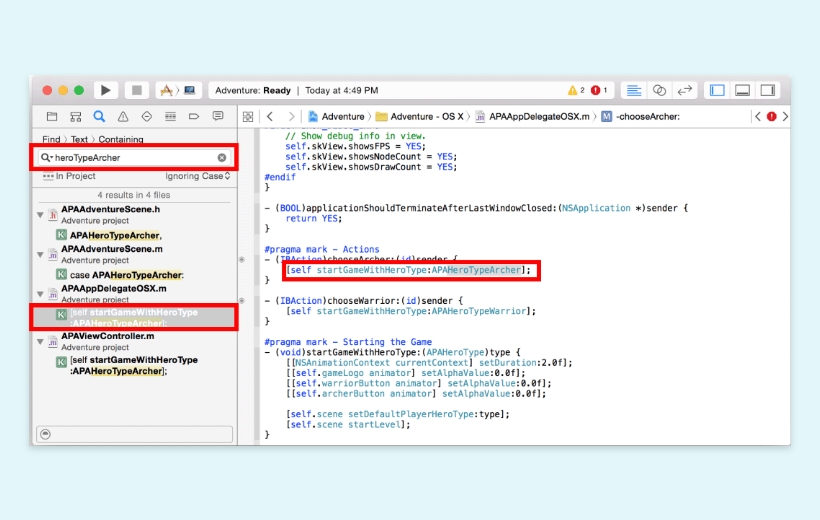 Adventure: Ready | Today at 4:49 PM
2
1
Adventure
Adventure - OS X
APAAppDelegateOSX.m
M -chooseArcher:
Find
Text
Containing
heroTypeArcher
In Project
Ignoring Case
4 results in 4 files
APAAdventureScene.h
Adventure project
K APAHeroTypeArcher,
APAAdventureScene.m
Adventure project
K case APAHeroTypeArcher:
APAAppDelegateOSX.m
Adventure project
K [self startGameWithHeroType
:APAHeroTypeArcher];
APAViewController.m
Adventure project
K [self startGameWithHeroType
:APAHeroTypeArcher];
// Show debug info in view.
self.skView.showsFPS = YES;
self.skView.showsNodeCount = YES;
self.skView.showsDrawCount = YES;
#endif
}
- (BOOL)applicationShouldTerminateAfterLastWindowClosed:(NSApplication *)sender {
return YES;
}
#pragma mark - Actions
- (IBAction)chooseArcher:(id)sender {
[self startGameWithHeroType:APAHeroTypeArcher];
}
- (IBAction)chooseWarrior:(id)sender {
[self startGameWithHeroType:APAHeroTypeWarrior];
}
#pragma mark - Starting the Game
- (void)startGameWithHeroType:(APAHeroType)type {
[[NSAnimationContext currentContext] setDuration:2.0f];
[[self.gameLogo animator] setAlphaValue:0.0f];
[[self.warriorButton animator] setAlphaValue:0.0f];
[[self.archerButton animator] setAlphaValue:0.0f];
[self.scene setDefaultPlayerHeroType:type];
[self.scene startLevel];
}